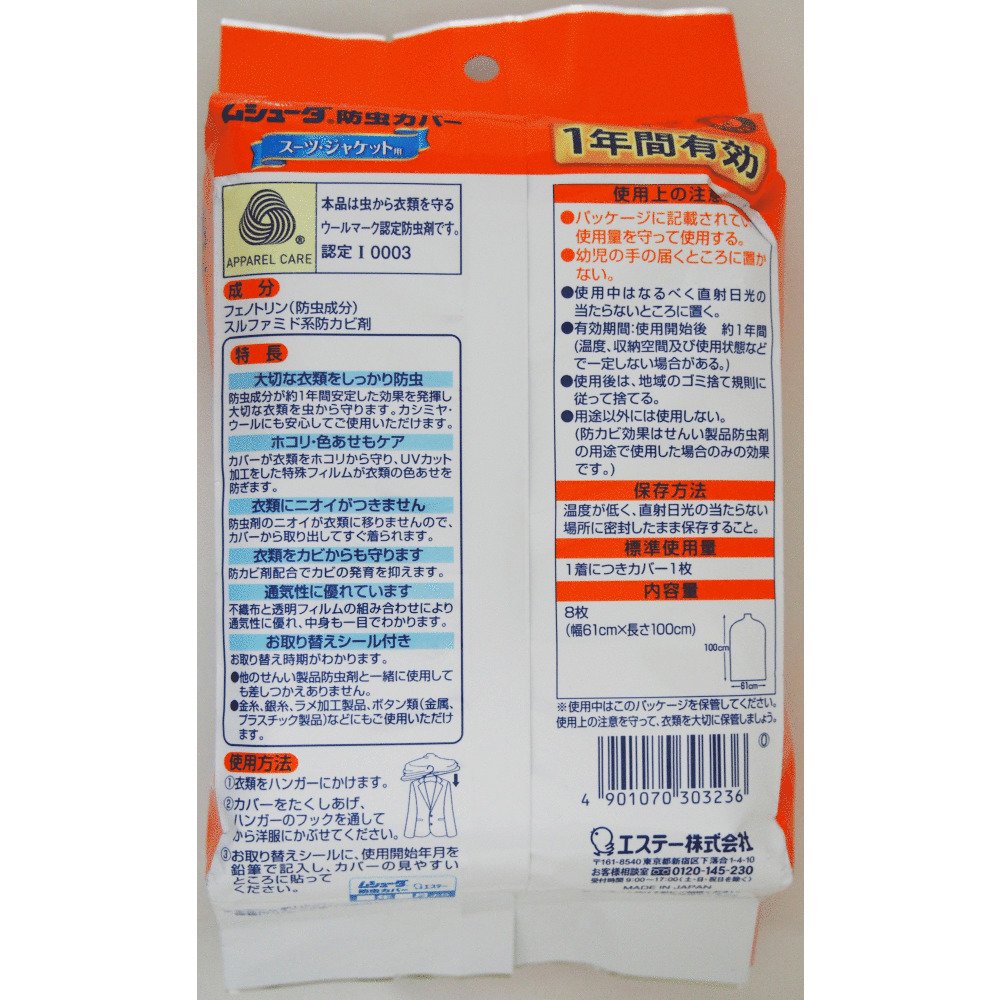 ムシューダ®防虫カバー
スーツ・ジャケット用
1年間有効
本品は虫から衣類を守る
ウールマーク認定防虫剤です。
認定 I 0003
®
APPAREL CARE
成分
フェノトリン(防虫成分)
スルファミド系防カビ剤
特長
大切な衣類をしっかり防虫
防虫成分が約1年間安定した効果を発揮し
大切な衣類を虫から守ります。カシミヤ・
ウールにも安心してご使用いただけます。
ホコリ・色あせもケア
カバーが衣類をホコリから守り、UVカット
加工をした特殊フィルムが衣類の色あせを
防ぎます。
衣類にニオイがつきません
防虫剤のニオイが衣類に移りませんので、
カバーから取り出してすぐ着られます。
衣類をカビからも守ります
防カビ剤配合でカビの発育を抑えます。
通気性に優れています
不織布と透明フィルムの組み合わせにより
通気性に優れ、中身も一目でわかります。
お取り替えシール付き
お取り替え時期がわかります。
●他のせんい製品防虫剤と一緒に使用して
も差しつかえありません。
●金糸、銀糸、ラメ加工製品、ボタン類(金属、
プラスチック製品)などにもご使用いただけ
ます。
使用方法
①衣類をハンガーにかけます。
②カバーをたくしあげ、
ハンガーのフックを通して
から洋服にかぶせてください。
③お取り替えシールに、使用開始年月を
鉛筆で記入し、カバーの見やすい
ところに貼って
ください。
ムシューダ
防虫カバー
エステー
使用上の注意
●パッケージに記載されてい
使用量を守って使用する。
●幼児の手の届くところに置か
ない。
●使用中はなるべく直射日光の
当たらないところに置く。
●有効期間:使用開始後 約1年間
(温度、収納空間及び使用状態など
で一定しない場合がある。)
●使用後は、地域のゴミ捨て規則に
従って捨てる。
●用途以外には使用しない。
(防カビ効果はせんい製品防虫剤
の用途で使用した場合のみの効果
です。)
保存方法
温度が低く、直射日光の当たらない
場所に密封したまま保存すること。
標準使用量
1着につきカバー1枚
内容量
8枚
(幅61cm×長さ100cm)
100cm
61cm
※使用中はこのパッケージを保管してください。
使用上の注意を守って、衣類を大切に保管しましょう。
0
4 901070 303236
エステー株式会社
〒161-8540 東京都新宿区下落合1-4-10
お客様相談室 0120-145-230
受付時間 9:00〜17:00(土・日・祝日を除く)
MADE IN JAPAN